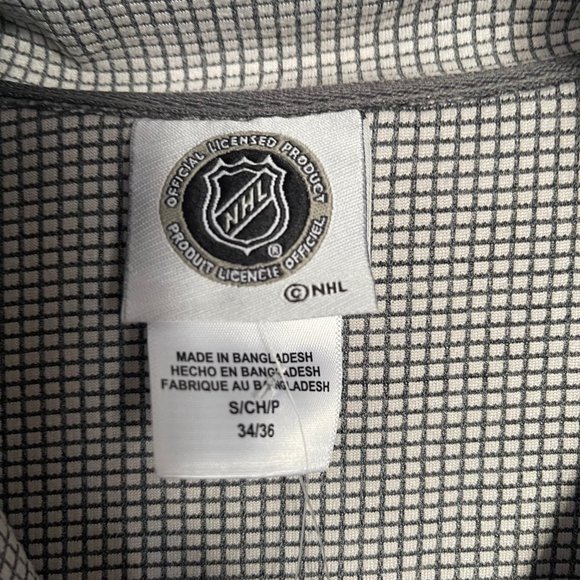 OFFICIAL LICENSED PRODUCT
NHL
®
PRODUIT LICENCIÉ OFFICIEL
© NHL
MADE IN BANGLADESH
HECHO EN BANGLADESH
FABRIQUE AU BANGLADESH
S/CH/P
34/36